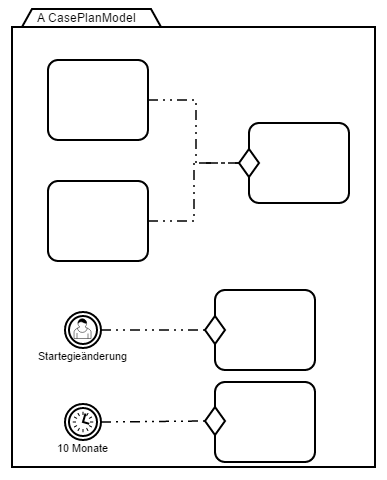 A CasePlanModel
Startegieänderung
10 Monate